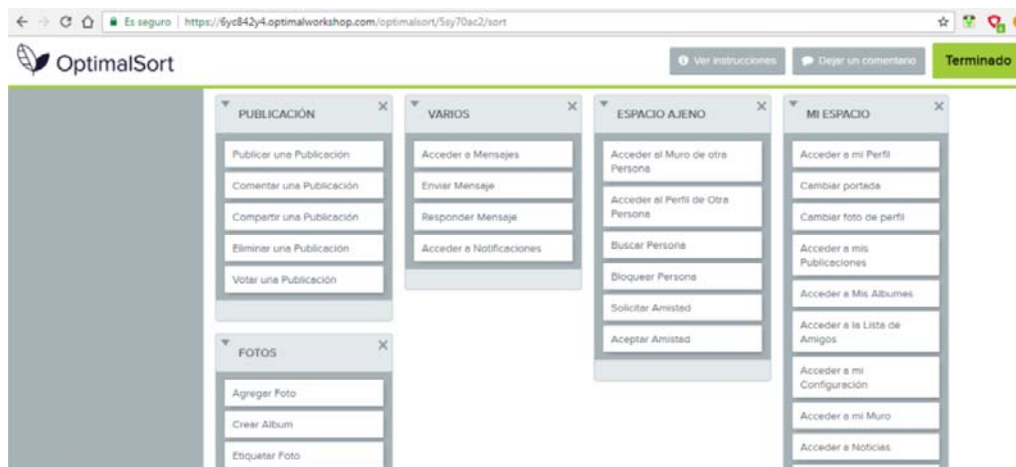 Es seguro | https://6yc842y4.optimalworkshop.com/optimalsort/5sy70ac2/sort
OptimalSort
Ver instrucciones
Dejar un comentario
Terminado
PUBLICACIÓN
Publicar una Publicación
Comentar una Publicación
Compartir una Publicación
Eliminar una Publicación
Votar una Publicación
FOTOS
Agregar Foto
Crear Album
Etiquetar Foto
VARIOS
Acceder a Mensajes
Enviar Mensaje
Responder Mensaje
Acceder a Notificaciones
ESPACIO AJENO
Acceder al Muro de otra
Persona
Acceder al Perfil de Otra
Persona
Buscar Persona
Bloquear Persona
Solicitar Amistad
Aceptar Amistad
MI ESPACIO
Acceder a mi Perfil
Cambiar portada
Cambiar foto de perfil
Acceder a mis
Publicaciones
Acceder a Mis Albumes
Acceder a la Lista de
Amigos
Acceder a mi
Configuración
Acceder a mi Muro
Acceder a Noticias